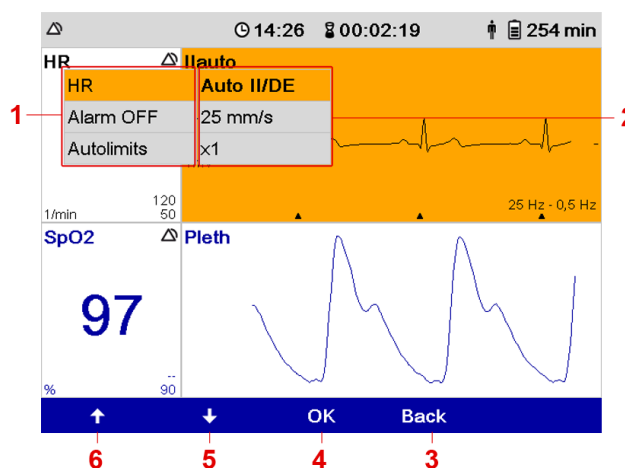 14:26 00:02:19 254 min
HR IIauto
HR Auto II/DE
1 Alarm OFF 25 mm/s 2
Autolimits x1
120
1/min 50 25 Hz - 0,5 Hz
SpO2 Pleth
97
--
% 90
OK Back
6 5 4 3